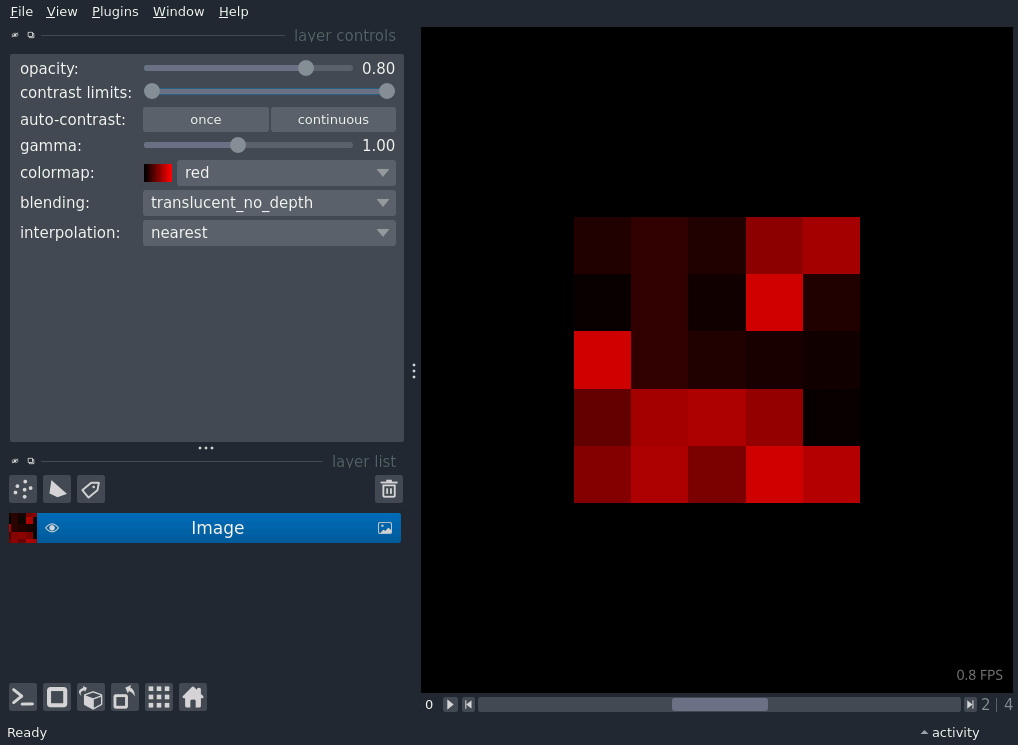 File View Plugins Window Help
layer controls
opacity: 0.80
contrast limits:
auto-contrast: once continuous
gamma: 1.00
colormap: red
blending: translucent_no_depth
interpolation: nearest
layer list
Image
0.8 FPS
0 2 | 4
Ready activity